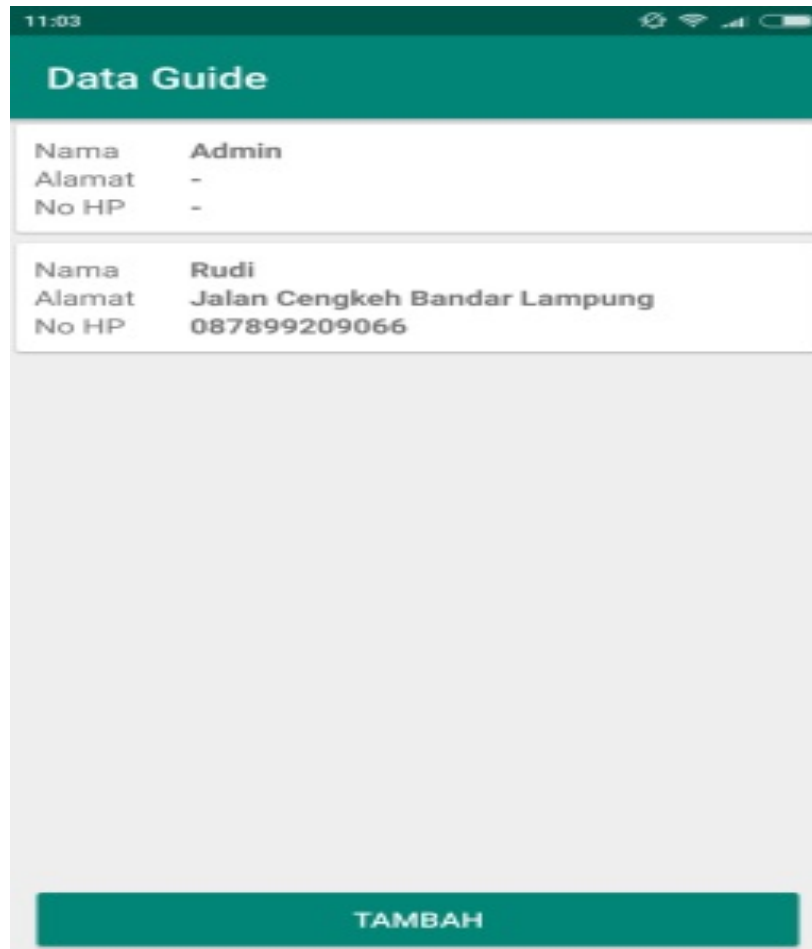 11:03
Data Guide
Nama Admin
Alamat -
No HP -
Nama Rudi
Alamat Jalan Cengkeh Bandar Lampung
No HP 087899209066
TAMBAH